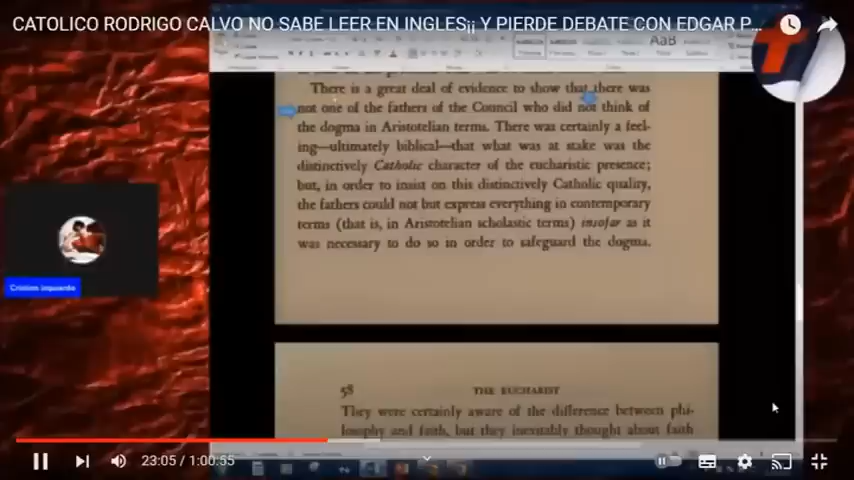 CATOLICO RODRIGO CALVO NO SABE LEER EN INGLES¡¡ Y PIERDE DEBATE CON EDGAR P...
AaB
There is a great deal of evidence to show that there was
not one of the fathers of the Council who did not think of
the dogma in Aristotelian terms. There was certainly a feel-
ing—ultimately biblical—that what was at stake was the
distinctively Catholic character of the eucharistic presence;
but, in order to insist on this distinctively Catholic quality,
the fathers could not but express everything in contemporary
terms (that is, in Aristotelian scholastic terms) insofar as it
was necessary to do so in order to safeguard the dogma.
Cristino izquierdo
58 THE EUCHARIST
They were certainly aware of the difference between phi-
losophy and faith, but they inevitably thought about faith
23:05 / 1:00:55